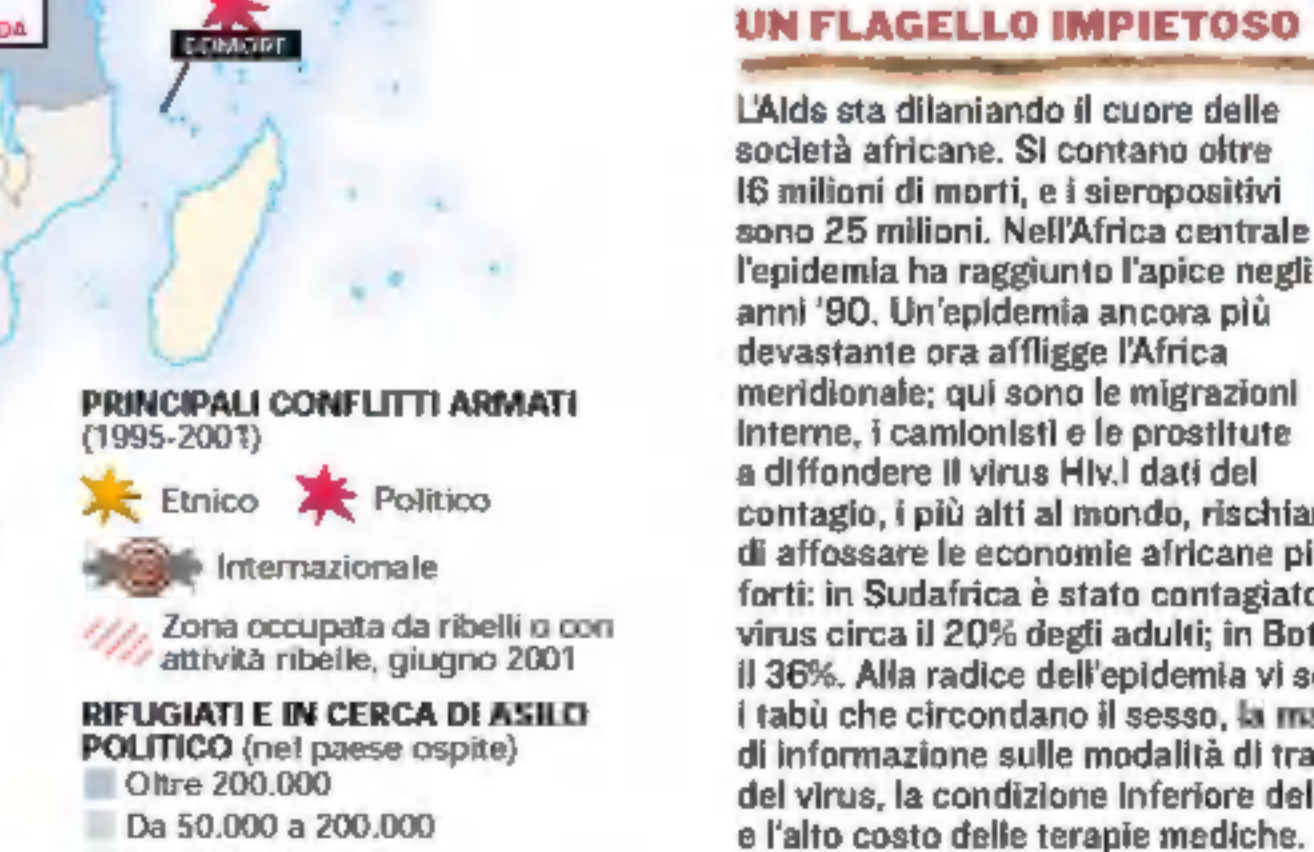 DA
COMORE
PRINCIPALI CONFLITTI ARMATI
(1995-2001)
Etnico Politico
Internazionale
Zona occupata da ribelli o con
attività ribelle, giugno 2001
RIFUGIATI E IN CERCA DI ASILO
POLITICO (nel paese ospite)
Oltre 200.000
Da 50.000 a 200.000
UN FLAGELLO IMPIETOSO
L'Aids sta dilaniando il cuore delle
società africane. Si contano oltre
16 milioni di morti, e i sieropositivi
sono 25 milioni. Nell'Africa centrale
l'epidemia ha raggiunto l'apice negli
anni '90. Un'epidemia ancora più
devastante ora affligge l'Africa
meridionale; qui sono le migrazioni
interne, i camionisti e le prostitute
a diffondere il virus Hiv.I dati del
contagio, i più alti al mondo, rischian
di affossare le economie africane pi
forti: in Sudafrica è stato contagiato
virus circa il 20% degli adulti; in Bot
il 36%. Alla radice dell'epidemia vi s
i tabù che circondano il sesso, la m
di informazione sulle modalità di tra
del virus, la condizione inferiore del
e l'alto costo delle terapie mediche.